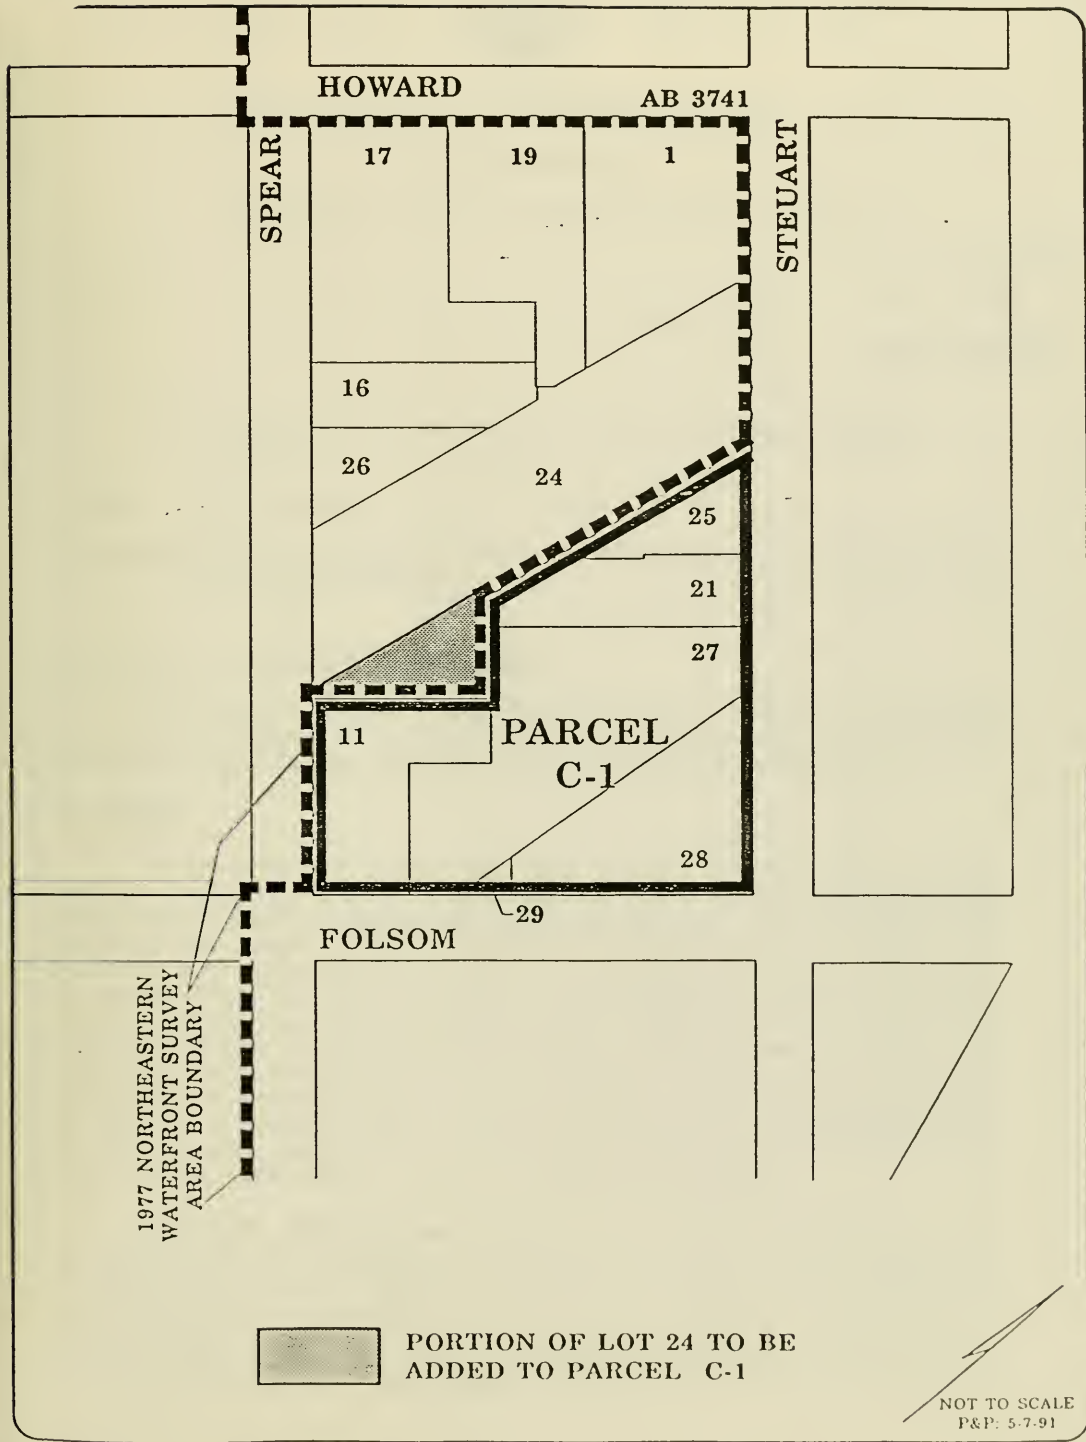 HOWARD
AB 3741
SPEAR
STEUART
17
19
1
16
26
24
25
21
27
11
PARCEL
C-1
28
29
FOLSOM
1977 NORTHEASTERN
WATERFRONT SURVEY
AREA BOUNDARY
PORTION OF LOT 24 TO BE
ADDED TO PARCEL C-1
NOT TO SCALE
P&P: 5-7-91